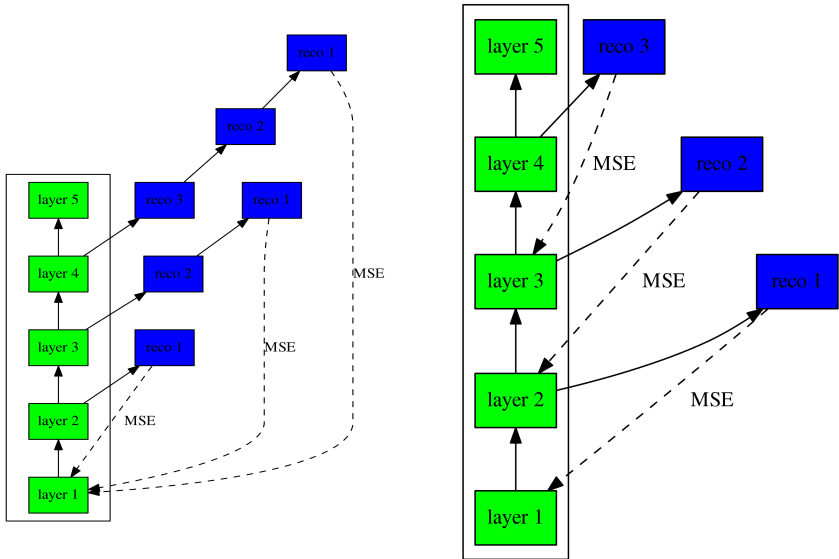 reco 1
reco 2
layer 5
reco 3
reco 1
layer 4
reco 2
MSE
layer 3
reco 1
MSE
layer 2
MSE
layer 1
layer 5
reco 3
layer 4
MSE
reco 2
layer 3
MSE
reco 1
layer 2
MSE
layer 1